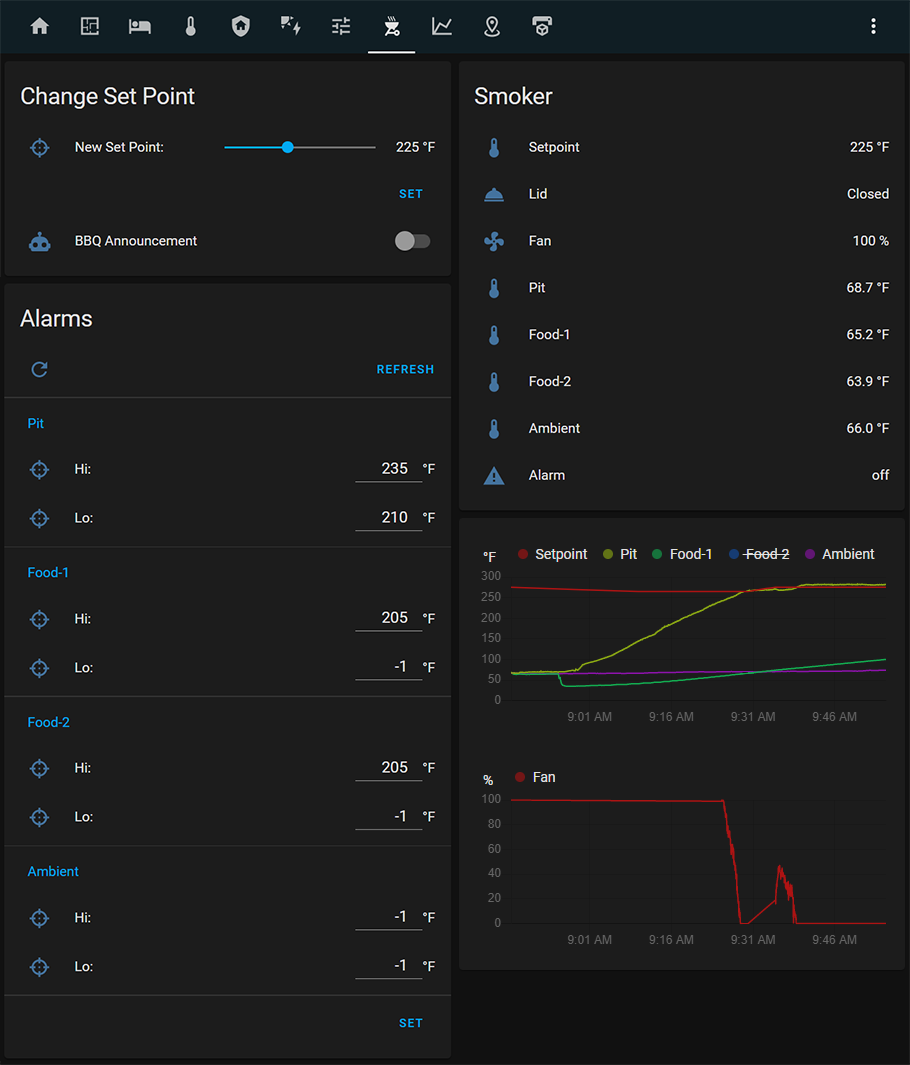 Change Set Point
New Set Point: 225 °F
SET
BBQ Announcement
Alarms
REFRESH
Pit
Hi: 235 °F
Lo: 210 °F
Food-1
Hi: 205 °F
Lo: -1 °F
Food-2
Hi: 205 °F
Lo: -1 °F
Ambient
Hi: -1 °F
Lo: -1 °F
SET
Smoker
Setpoint 225 °F
Lid Closed
Fan 100 %
Pit 68.7 °F
Food-1 65.2 °F
Food-2 63.9 °F
Ambient 66.0 °F
Alarm off
°F Setpoint Pit Food-1 Food-2 Ambient
300
250
200
150
100
50
0
9:01 AM 9:16 AM 9:31 AM 9:46 AM
% Fan
100
80
60
40
20
0
9:01 AM 9:16 AM 9:31 AM 9:46 AM